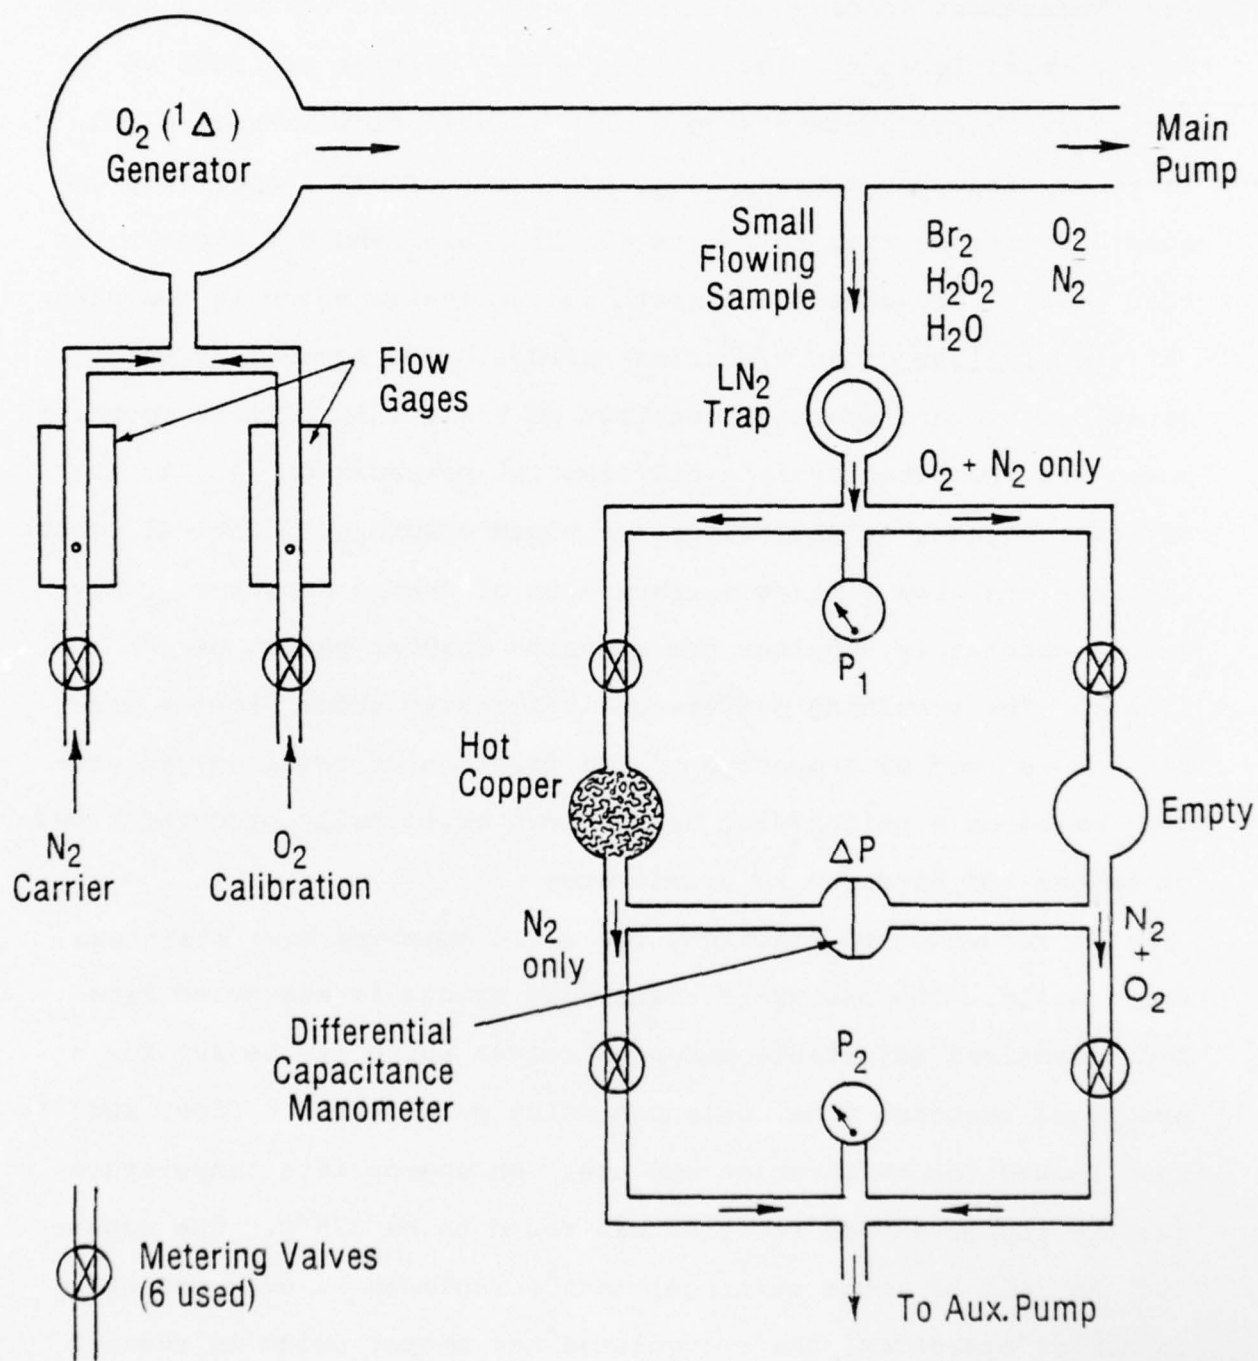 O₂ (¹Δ)
Generator
Main
Pump
Small
Flowing
Sample
Br₂ O₂
H₂O₂ N₂
H₂O
Flow
Gages
LN₂
Trap
O₂ + N₂ only
P₁
Hot
Copper
Empty
N₂
Carrier
O₂
Calibration
ΔP
N₂
only
N₂
+
O₂
Differential
Capacitance
Manometer
P₂
Metering Valves
(6 used)
To Aux. Pump